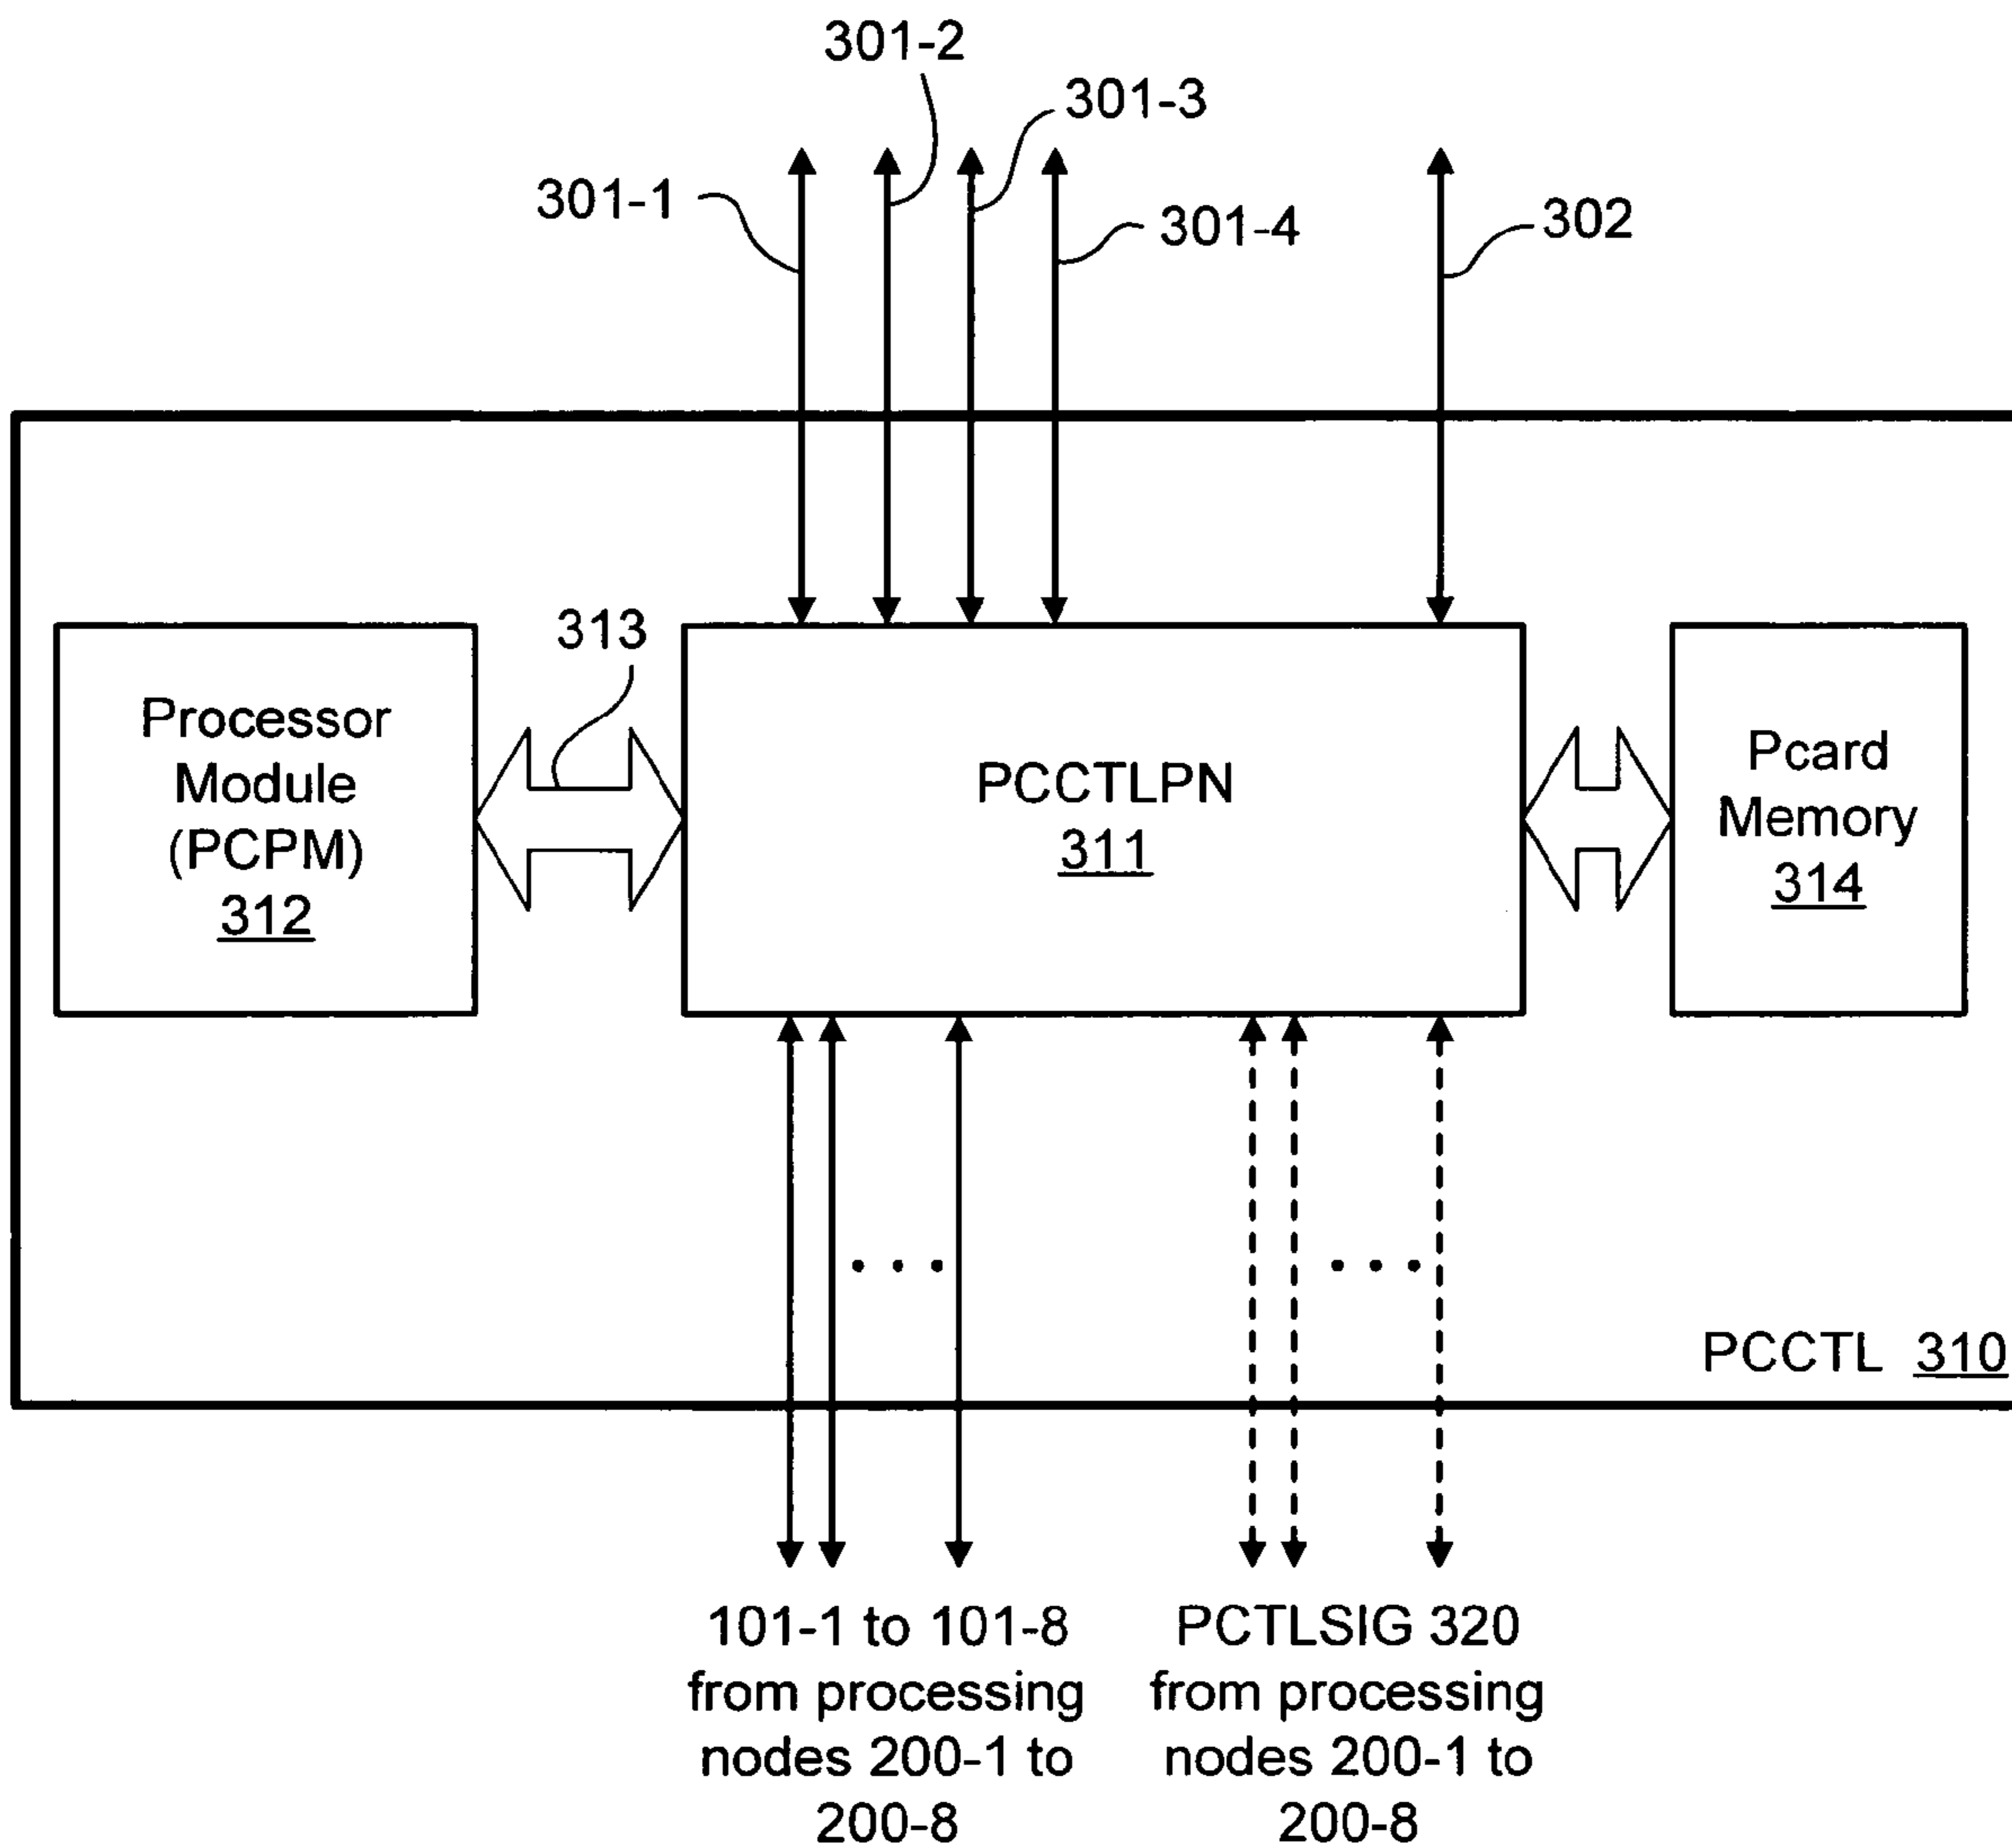 301-2
301-3
301-1
301-4
302
313
Processor
Module
(PCPM)
312
PCCTLPN
311
Pcard
Memory
314
PCCTL 310
101-1 to 101-8
from processing
nodes 200-1 to
200-8
PCTLSIG 320
from processing
nodes 200-1 to
200-8